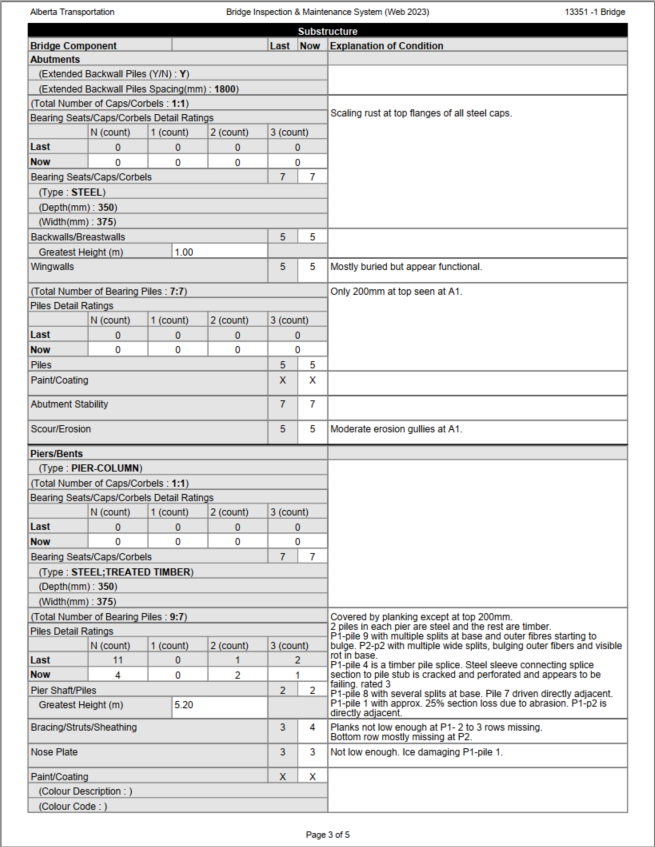 Alberta Transportation Bridge Inspection & Maintenance System (Web 2023) 13351 -1 Bridge
Substructure
Bridge Component Last Now Explanation of Condition
Abutments
(Extended Backwall Piles (Y/N) : Y)
(Extended Backwall Piles Spacing(mm) : 1800)
(Total Number of Caps/Corbels : 1:1)
Scaling rust at top flanges of all steel caps.
Bearing Seats/Caps/Corbels Detail Ratings
N (count) 1 (count) 2 (count) 3 (count)
Last 0 0 0 0
Now 0 0 0 0
Bearing Seats/Caps/Corbels 7 7
(Type : STEEL)
(Depth(mm) : 350)
(Width(mm) : 375)
Backwalls/Breastwalls 5 5
Greatest Height (m) 1.00
Wingwalls 5 5 Mostly buried but appear functional.
(Total Number of Bearing Piles : 7:7) Only 200mm at top seen at A1.
Piles Detail Ratings
N (count) 1 (count) 2 (count) 3 (count)
Last 0 0 0 0
Now 0 0 0 0
Piles 5 5
Paint/Coating X X
Abutment Stability 7 7
Scour/Erosion 5 5 Moderate erosion gullies at A1.
Piers/Bents
(Type : PIER-COLUMN)
(Total Number of Caps/Corbels : 1:1)
Bearing Seats/Caps/Corbels Detail Ratings
N (count) 1 (count) 2 (count) 3 (count)
Last 0 0 0 0
Now 0 0 0 0
Bearing Seats/Caps/Corbels 7 7
(Type : STEEL;TREATED TIMBER)
(Depth(mm) : 350)
(Width(mm) : 375)
(Total Number of Bearing Piles : 9:7)
Piles Detail Ratings
N (count) 1 (count) 2 (count) 3 (count)
Last 11 0 1 2
Now 4 0 2 1
Pier Shaft/Piles 2 2
Greatest Height (m) 5.20
Covered by planking except at top 200mm.
2 piles in each pier are steel and the rest are timber.
P1-pile 9 with multiple splits at base and outer fibres starting to
bulge. P2-p2 with multiple wide splits, bulging outer fibers and visible
rot in base.
P1-pile 4 is a timber pile splice. Steel sleeve connecting splice
section to pile stub is cracked and perforated and appears to be
failing. rated 3
P1-pile 8 with several splits at base. Pile 7 driven directly adjacent.
P1-pile 1 with approx. 25% section loss due to abrasion. P1-p2 is
directly adjacent.
Bracing/Struts/Sheathing 3 4 Planks not low enough at P1- 2 to 3 rows missing.
Bottom row mostly missing at P2.
Nose Plate 3 3 Not low enough. Ice damaging P1-pile 1.
Paint/Coating X X
(Colour Description : )
(Colour Code : )
Page 3 of 5